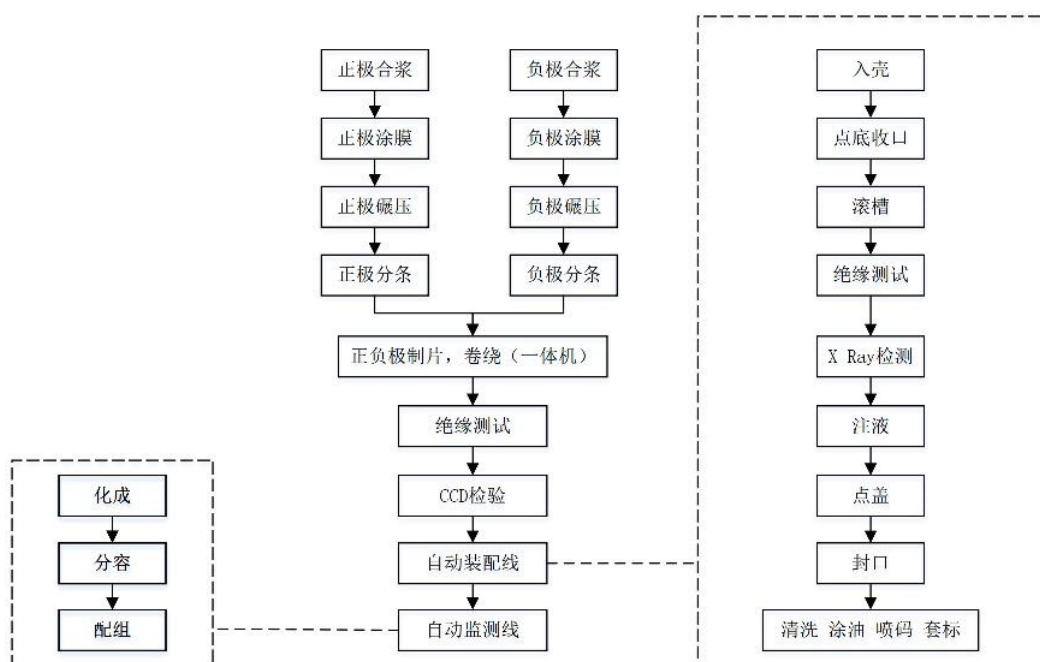 正极合浆
负极合浆
正极涂膜
负极涂膜
正极碾压
负极碾压
正极分条
负极分条
正负极制片，卷绕（一体机）
绝缘测试
CCD检验
自动装配线
自动监测线
化成
分容
配组
入壳
点底收口
滚槽
绝缘测试
X Ray检测
注液
点盖
封口
清洗 涂油 喷码 套标